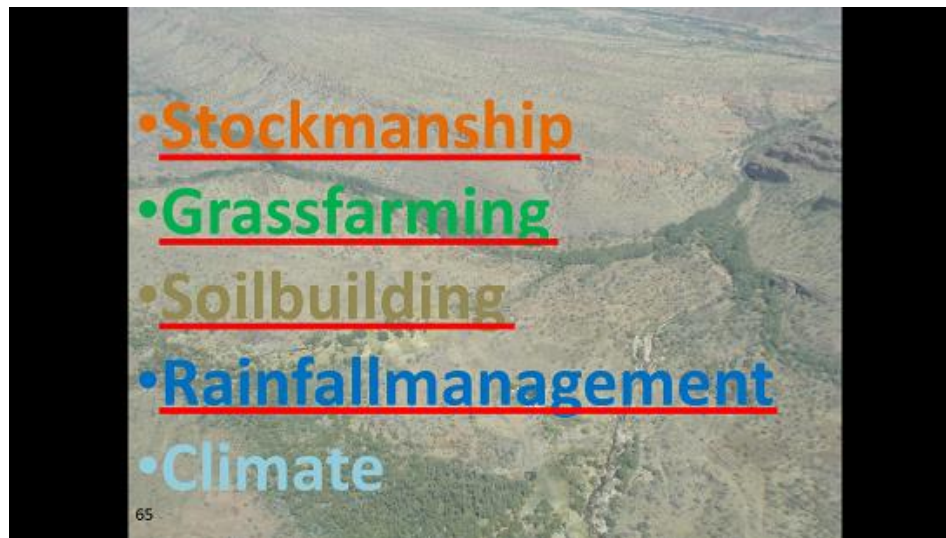 •Stockmanship
•Grassfarming
•Soilbuilding
•Rainfallmanagement
•Climate
65